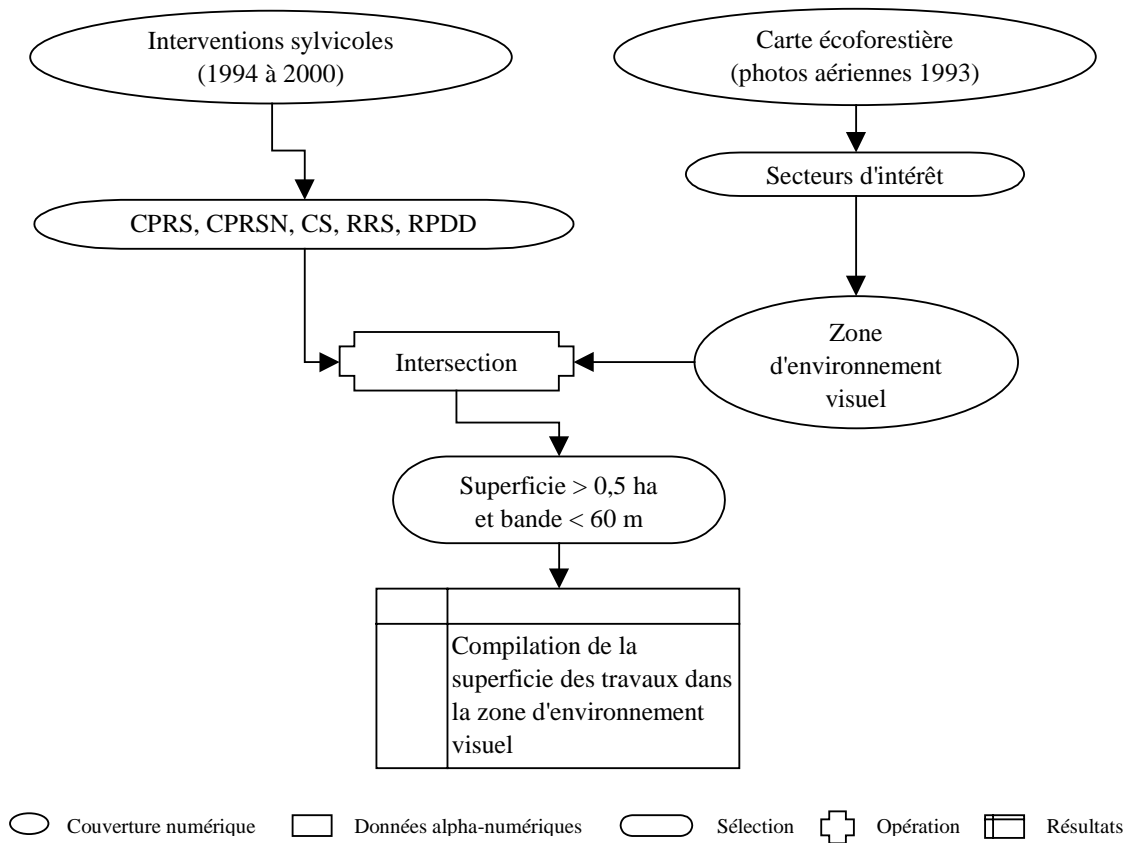 Interventions sylvicoles
(1994 à 2000)
Carte écoforestière
(photos aériennes 1993)
Secteurs d'intérêt
CPRS, CPRSN, CS, RRS, RPDD
Intersection
Zone
d'environnement
visuel
Superficie > 0,5 ha
et bande < 60 m
Compilation de la
superficie des travaux dans
la zone d'environnement
visuel
Couverture numérique
Données alpha-numériques
Sélection
Opération
Résultats